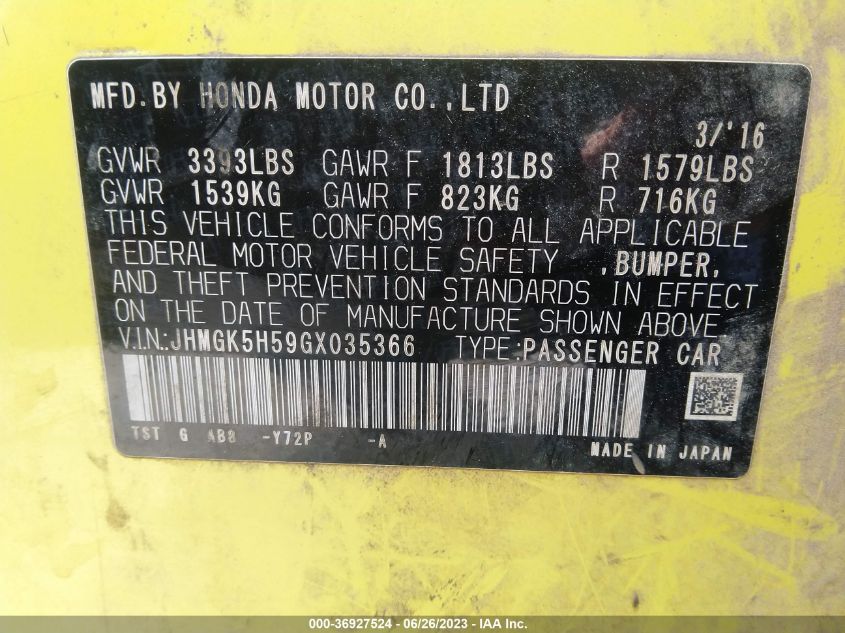 MFD.BY HONDA MOTOR CO.,LTD
3/'16
GVWR 3393LBS GAWR F 1813LBS R 1579LBS
GVWR 1539KG GAWR F 823KG R 716KG
THIS VEHICLE CONFORMS TO ALL APPLICABLE
FEDERAL MOTOR VEHICLE SAFETY ,BUMPER,
AND THEFT PREVENTION STANDARDS IN EFFECT
ON THE DATE OF MANUFACTURE SHOWN ABOVE.
V.I.N.:JHMGK5H59GX035366 TYPE:PASSENGER CAR
TST G AB8 -Y72P -A
MADE IN JAPAN
000-36927524 - 06/26/2023 - IAA Inc.